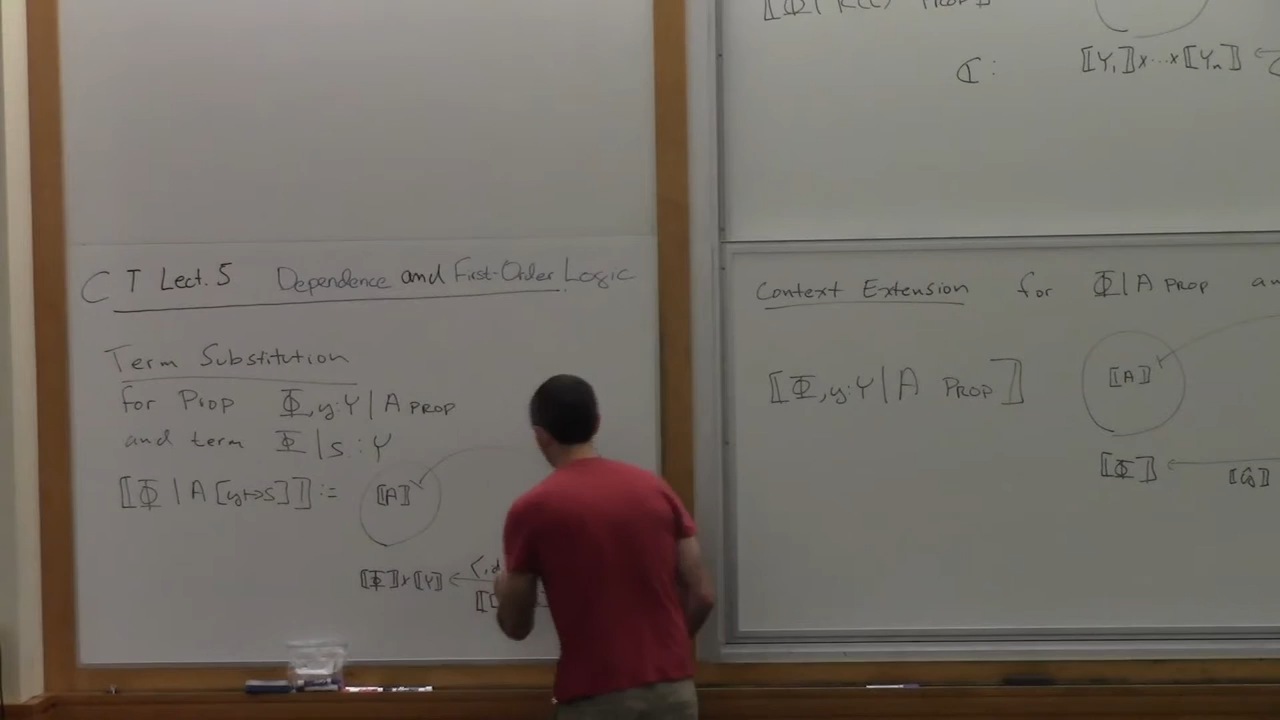 CT Lect. 5 Dependence and First-Order Logic
Term Substitution
for Prop Φ, y:Y | A PROP
and term Φ | s : Y
⟦Φ | A [y↦s]⟧ :=
⟦A⟧
⟦Φ⟧×⟦Y⟧ ←
ℂ: ⟦Y₁⟧×...×⟦Yₙ⟧ ←
Context Extension for Φ | A PROP
⟦Φ, y:Y | A PROP⟧
⟦A⟧
⟦Φ⟧ ←